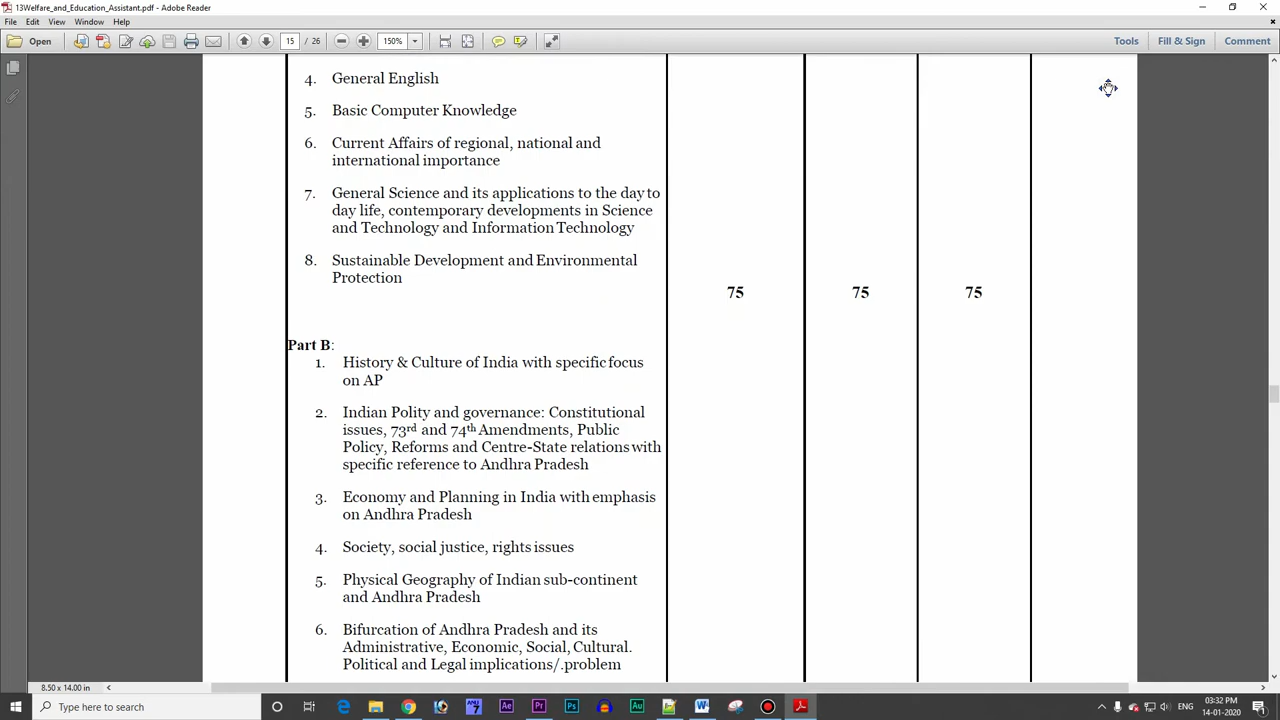 13Welfare_and_Education_Assistant.pdf - Adobe Reader
File Edit View Window Help
Open 15 / 26 150% Tools Fill & Sign Comment
4. General English
5. Basic Computer Knowledge
6. Current Affairs of regional, national and
international importance
7. General Science and its applications to the day to
day life, contemporary developments in Science
and Technology and Information Technology
8. Sustainable Development and Environmental
Protection
75 75 75
Part B:
1. History & Culture of India with specific focus
on AP
2. Indian Polity and governance: Constitutional
issues, 73rd and 74th Amendments, Public
Policy, Reforms and Centre-State relations with
specific reference to Andhra Pradesh
3. Economy and Planning in India with emphasis
on Andhra Pradesh
4. Society, social justice, rights issues
5. Physical Geography of Indian sub-continent
and Andhra Pradesh
6. Bifurcation of Andhra Pradesh and its
Administrative, Economic, Social, Cultural.
Political and Legal implications/.problem
8.50 x 14.00 in
Type here to search
Ae Pr Ps Au W
03:32 PM
14-01-2020